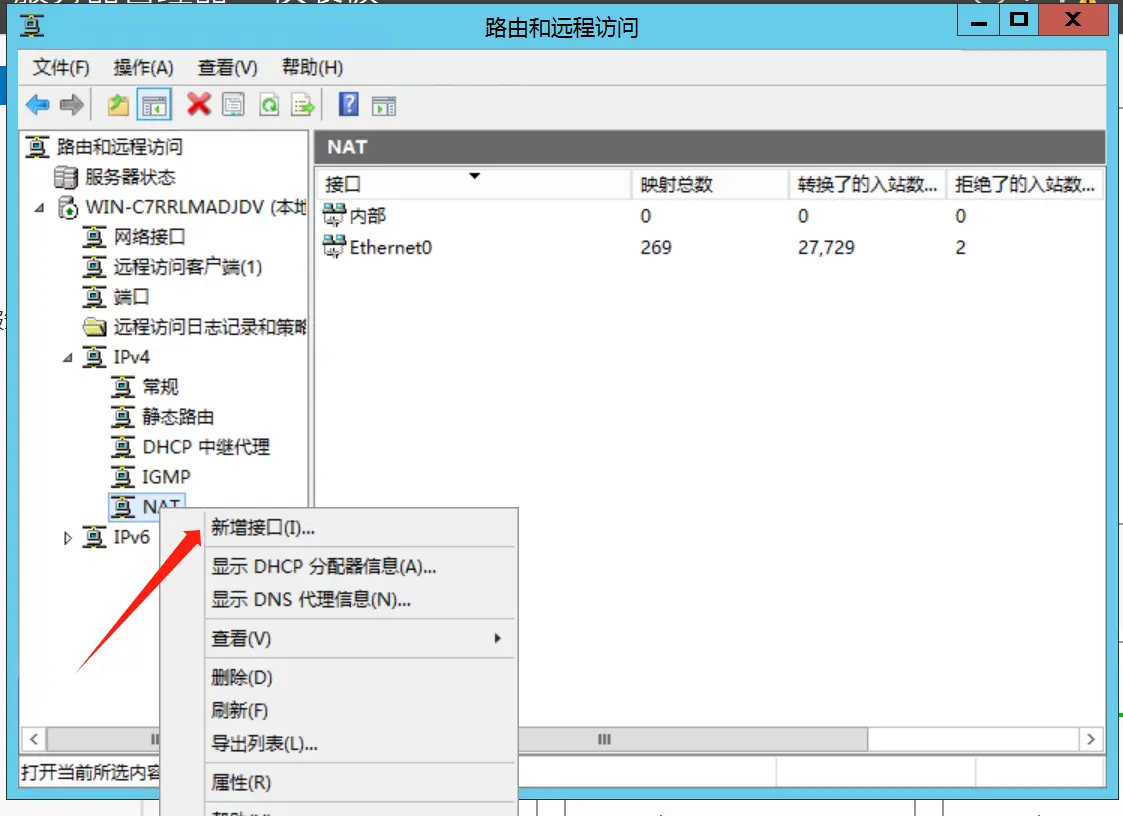 路由和远程访问
文件(F) 操作(A) 查看(V) 帮助(H)
路由和远程访问
服务器状态
WIN-C7RRLMADJDV (本地
网络接口
远程访问客户端(1)
端口
远程访问日志记录和策略
IPv4
常规
静态路由
DHCP 中继代理
IGMP
NAT
IPv6
NAT
接口 映射总数 转换了的入站数... 拒绝了的入站数...
内部 0 0 0
Ethernet0 269 27,729 2
新增接口(I)...
显示 DHCP 分配器信息(A)...
显示 DNS 代理信息(N)...
查看(V)
删除(D)
刷新(F)
导出列表(L)...
属性(R)
打开当前所选内容